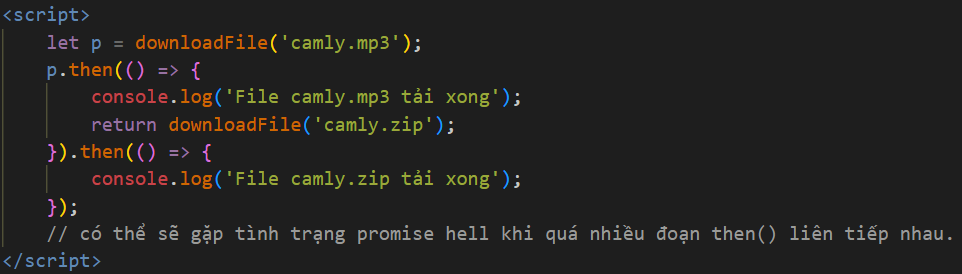 <script>
let p = downloadFile('camly.mp3');
p.then(() => {
console.log('File camly.mp3 tải xong');
return downloadFile('camly.zip');
}).then(() => {
console.log('File camly.zip tải xong');
});
// có thể sẽ gặp tình trạng promise hell khi quá nhiều đoạn then() liên tiếp nhau.
</script>